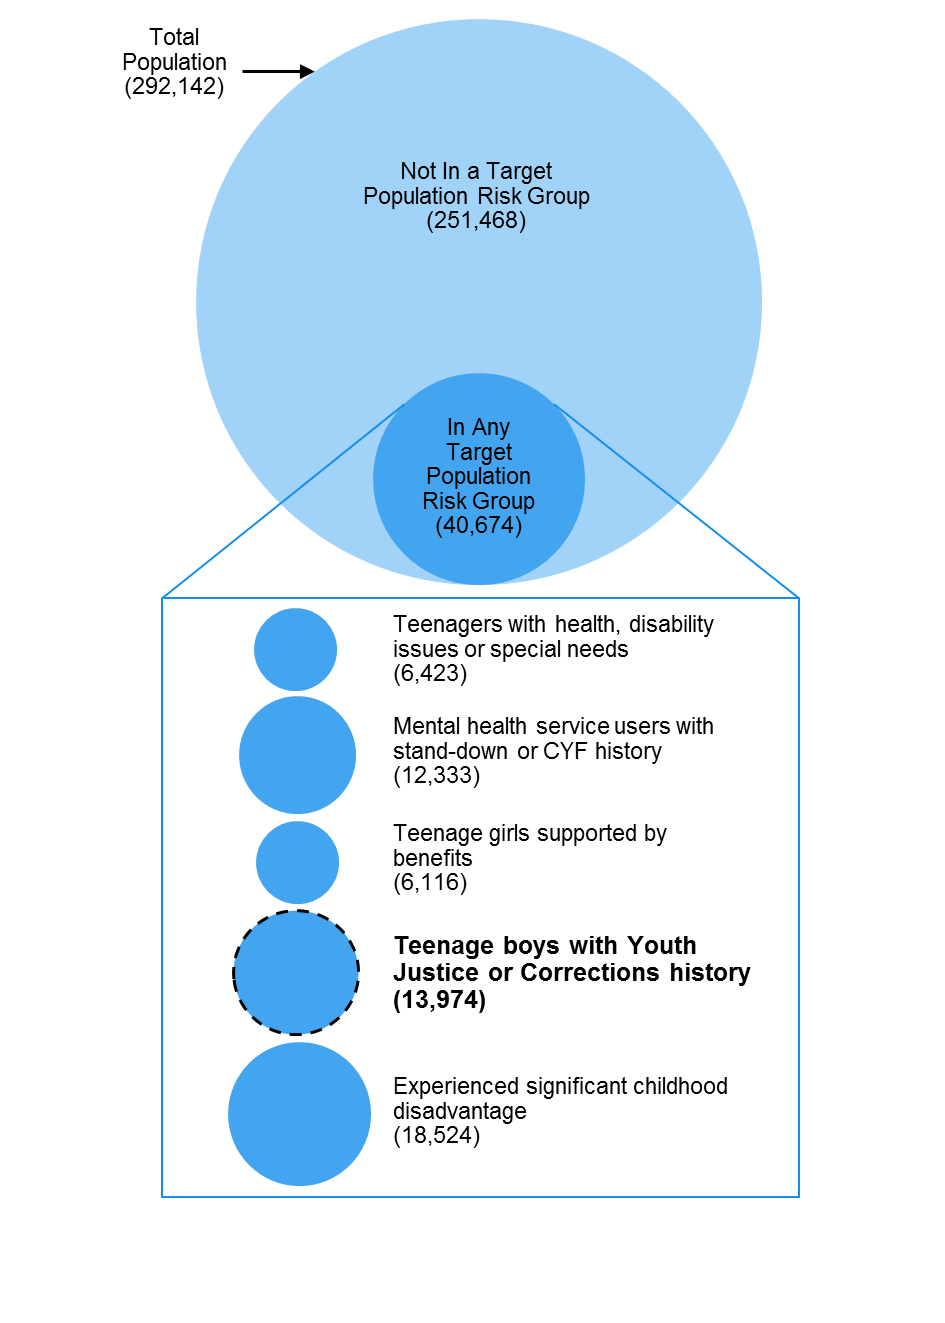 Total
Population
(292,142)
Not In a Target
Population Risk Group
(251,468)
In Any
Target
Population
Risk Group
(40,674)
Teenagers with health, disability
issues or special needs
(6,423)
Mental health service users with
stand-down or CYF history
(12,333)
Teenage girls supported by
benefits
(6,116)
Teenage boys with Youth
Justice or Corrections history
(13,974)
Experienced significant childhood
disadvantage
(18,524)